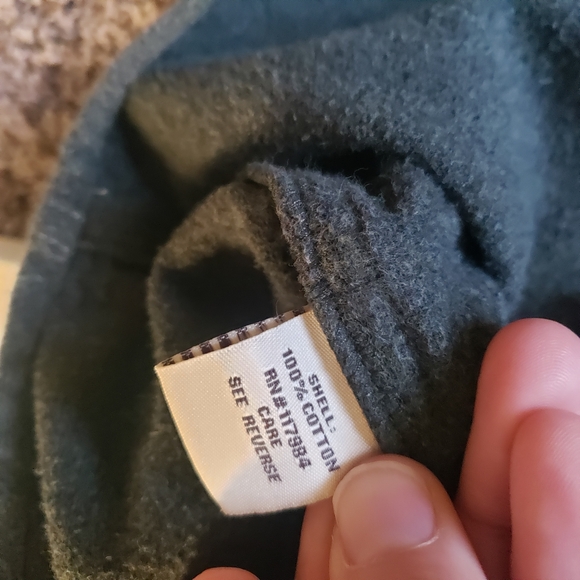 SHELL:
100% COTTON
RN#117984
CARE
SEE REVERSE